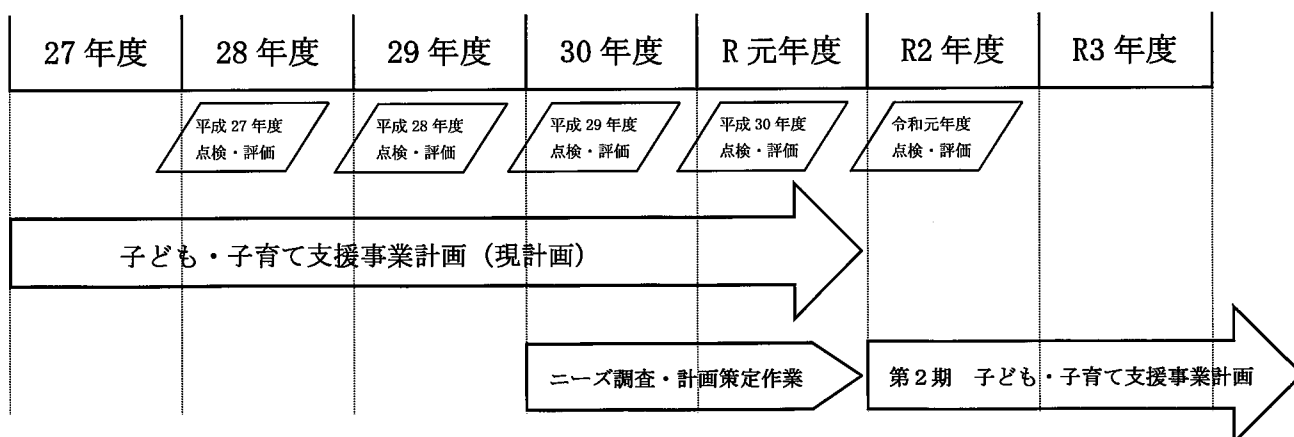 27 年度 28 年度 29 年度 30 年度 R 元年度 R2 年度 R3 年度
平成 27 年度
点検・評価
平成 28 年度
点検・評価
平成 29 年度
点検・評価
平成 30 年度
点検・評価
令和元年度
点検・評価
子ども・子育て支援事業計画（現計画）
ニーズ調査・計画策定作業
第２期　子ども・子育て支援事業計画